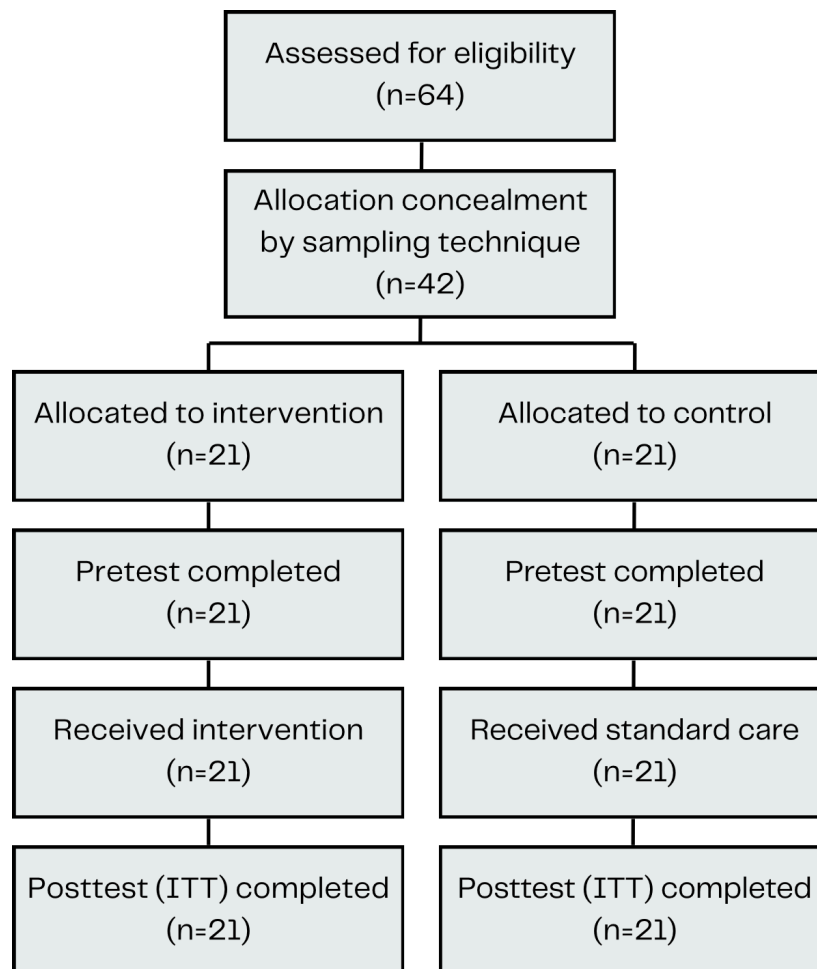 Assessed for eligibility
(n=64)
Allocation concealment
by sampling technique
(n=42)
Allocated to intervention
(n=21)
Allocated to control
(n=21)
Pretest completed
(n=21)
Pretest completed
(n=21)
Received intervention
(n=21)
Received standard care
(n=21)
Posttest (ITT) completed
(n=21)
Posttest (ITT) completed
(n=21)